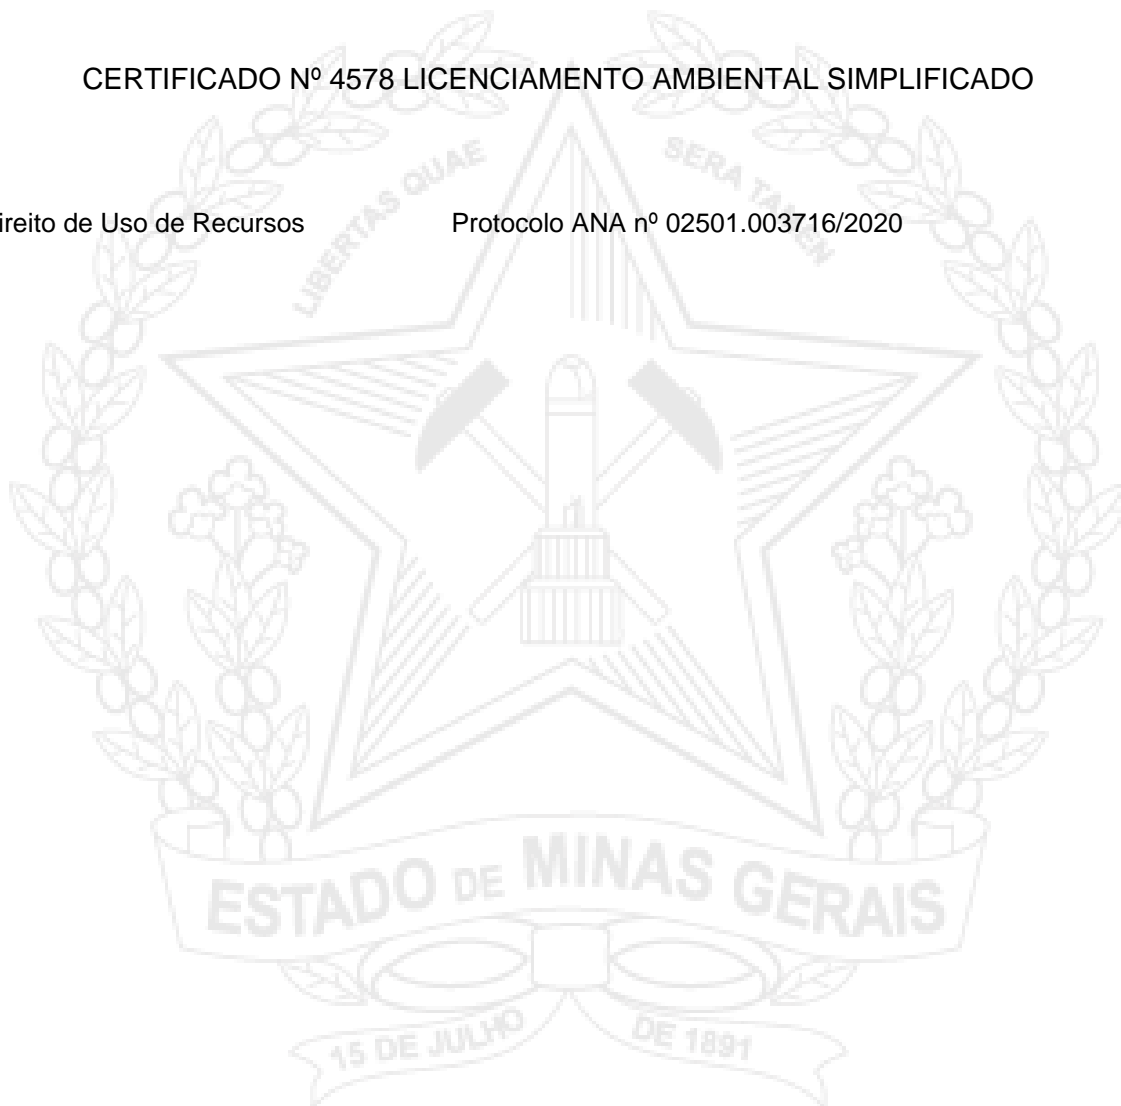 CERTIFICADO Nº 4578 LICENCIAMENTO AMBIENTAL SIMPLIFICADO
ireito de Uso de Recursos Protocolo ANA nº 02501.003716/2020
LIBERTAS QUAE SERA TAMEN
ESTADO DE MINAS GERAIS
15 DE JULHO DE 1891